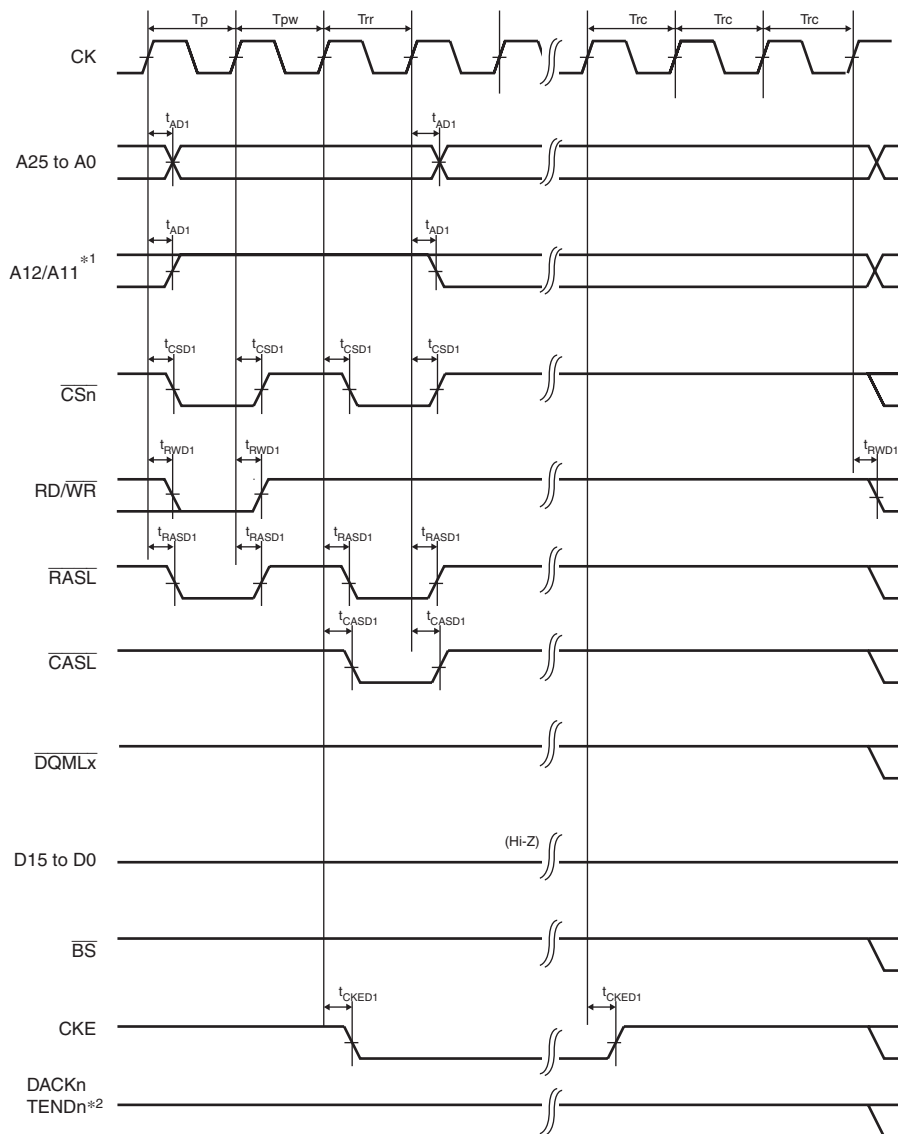 Tp Tpw Trr Trc Trc Trc
CK
tAD1 tAD1
A25 to A0
tAD1 tAD1
A12/A11*1
tCSD1 tCSD1 tCSD1 tCSD1
CSn
tRWD1 tRWD1 tRWD1
RD/WR
tRASD1 tRASD1 tRASD1 tRASD1
RASL
tCASD1 tCASD1
CASL
DQMLx
(Hi-Z)
D15 to D0
BS
tCKED1 tCKED1
CKE
DACKn
TENDn*2